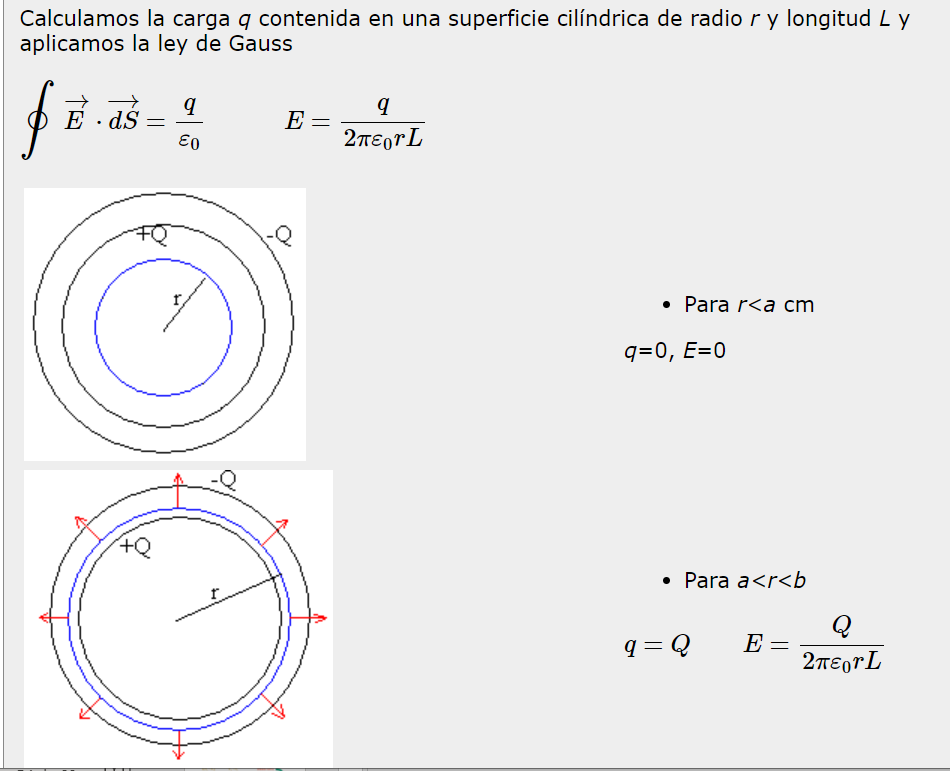 Calculamos la carga q contenida en una superficie cilíndrica de radio r y longitud L y
aplicamos la ley de Gauss
∮ E⃗ · dS⃗ = q/ε₀    E = q/(2πε₀rL)
+Q
-Q
r
• Para r<a cm
q=0, E=0
-Q
+Q
r
• Para a<r<b
q = Q    E = Q/(2πε₀rL)